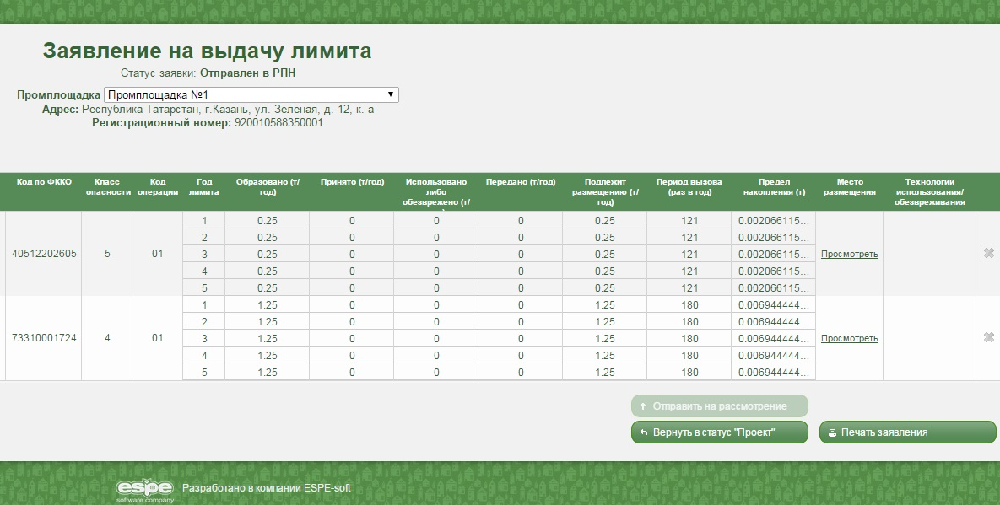 Заявление на выдачу лимита
Статус заявки: Отправлен в РПН
Промплощадка Промплощадка №1
Адрес: Республика Татарстан, г.Казань, ул. Зеленая, д. 12, к. а
Регистрационный номер: 920010588350001
Код по ФККО Класс опасности Код операции Год лимита Образовано (т/год) Принято (т/год) Использовано либо обезврежено (т/ Передано (т/год) Подлежит размещению (т/год) Период вызова (раз в год) Предел накопления (т) Место размещения Технологии использования/обезвреживания
40512202605 5 01 Просмотреть
1 0.25 0 0 0 0.25 121 0.002066115...
2 0.25 0 0 0 0.25 121 0.002066115...
3 0.25 0 0 0 0.25 121 0.002066115...
4 0.25 0 0 0 0.25 121 0.002066115...
5 0.25 0 0 0 0.25 121 0.002066115...
73310001724 4 01 Просмотреть
1 1.25 0 0 0 1.25 180 0.006944444...
2 1.25 0 0 0 1.25 180 0.006944444...
3 1.25 0 0 0 1.25 180 0.006944444...
4 1.25 0 0 0 1.25 180 0.006944444...
5 1.25 0 0 0 1.25 180 0.006944444...
Отправить на рассмотрение
Вернуть в статус "Проект" Печать заявления
espe Разработано в компании ESPE-soft
software company